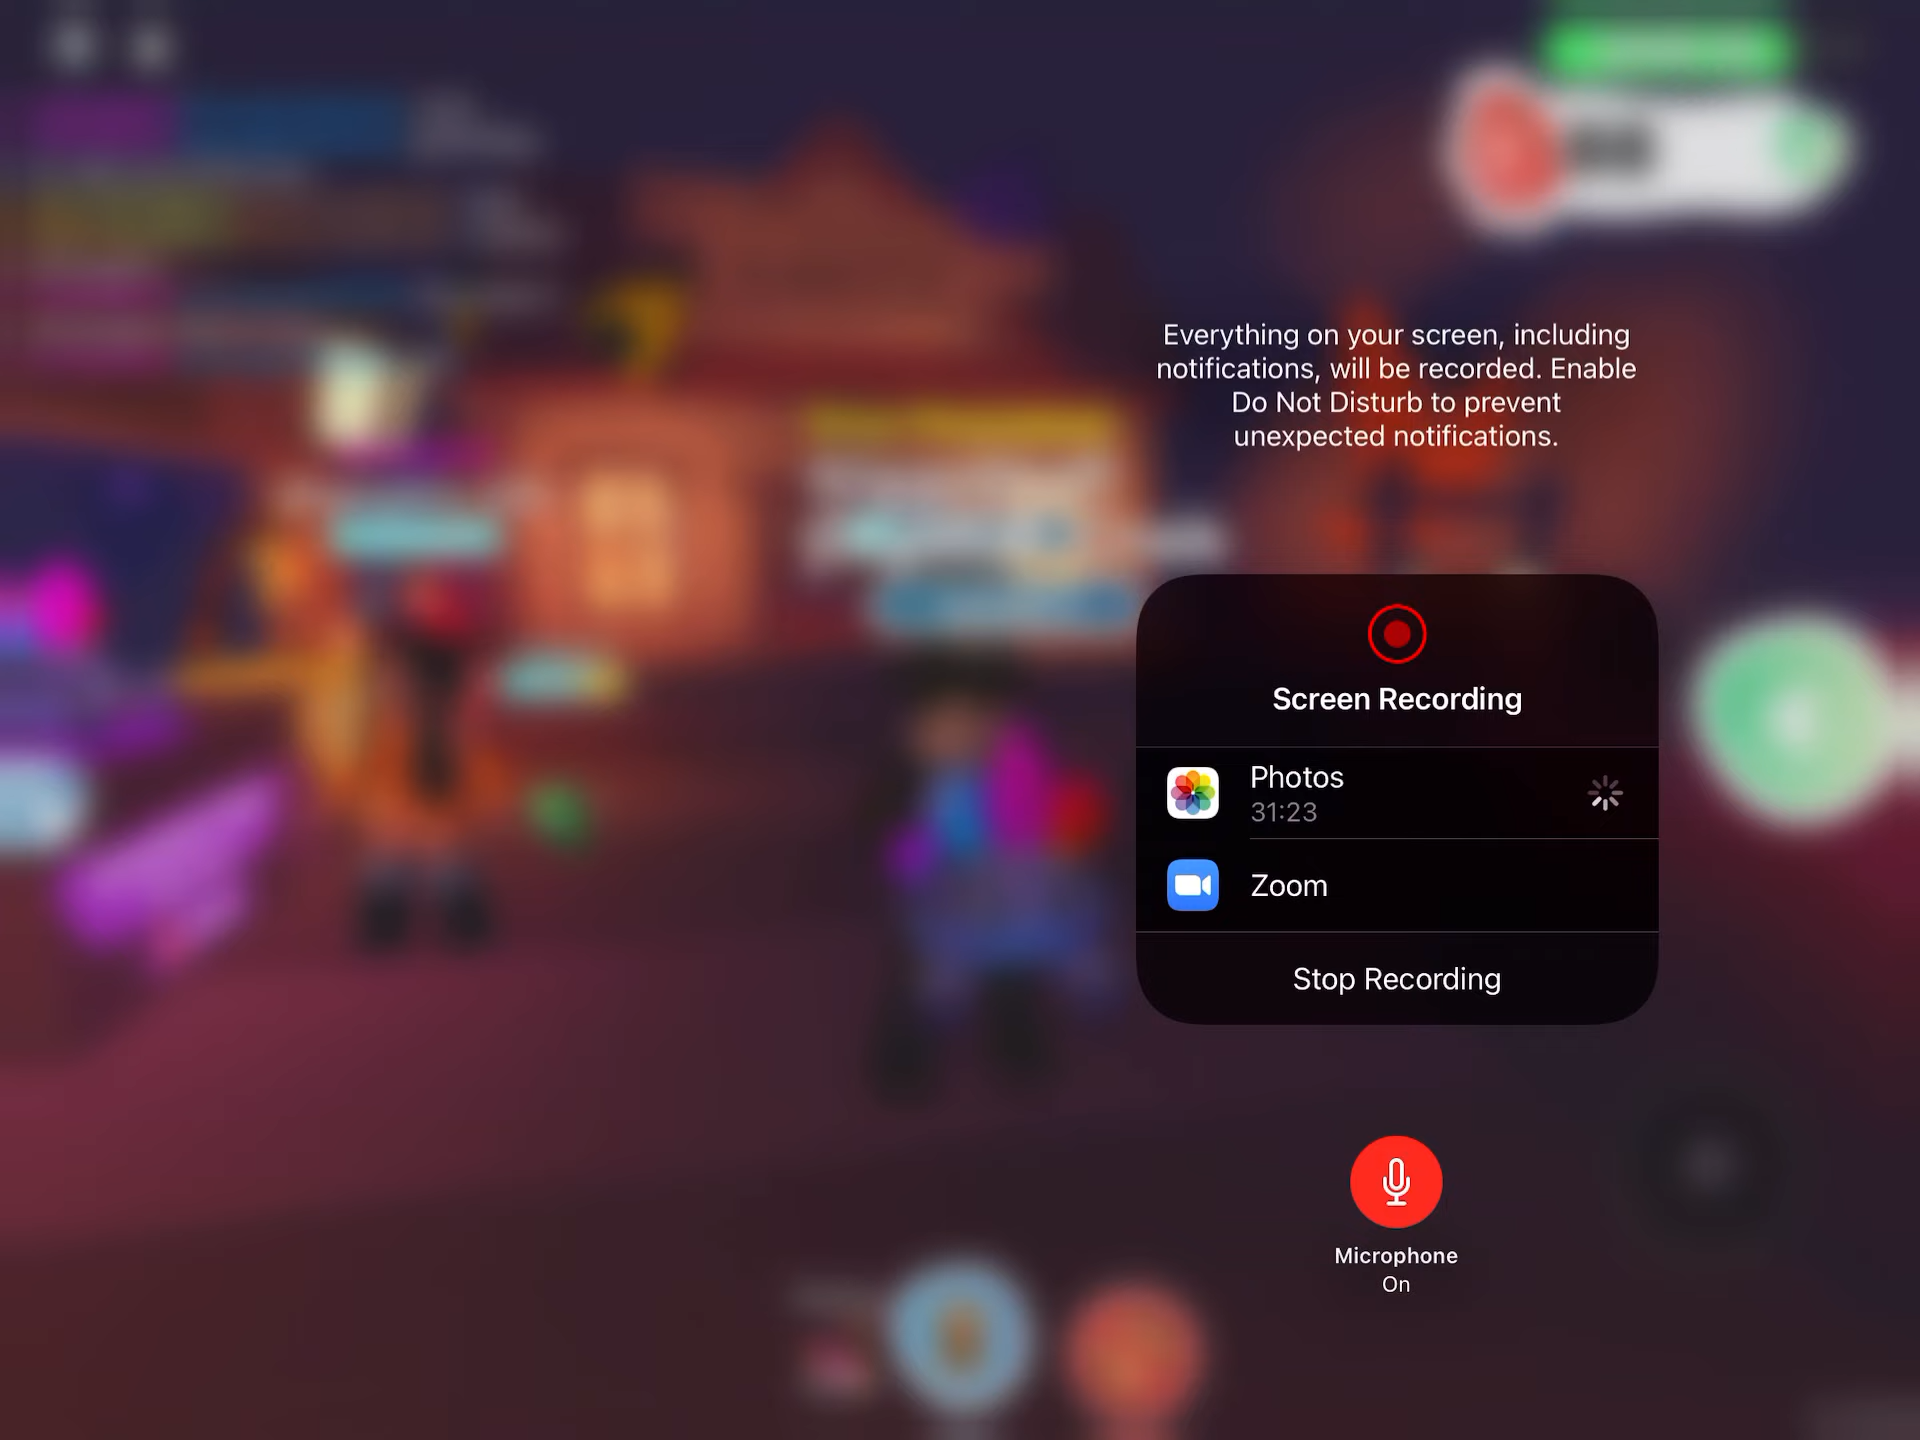 Everything on your screen, including
notifications, will be recorded. Enable
Do Not Disturb to prevent
unexpected notifications.
Screen Recording
Photos
31:23
Zoom
Stop Recording
Microphone
On